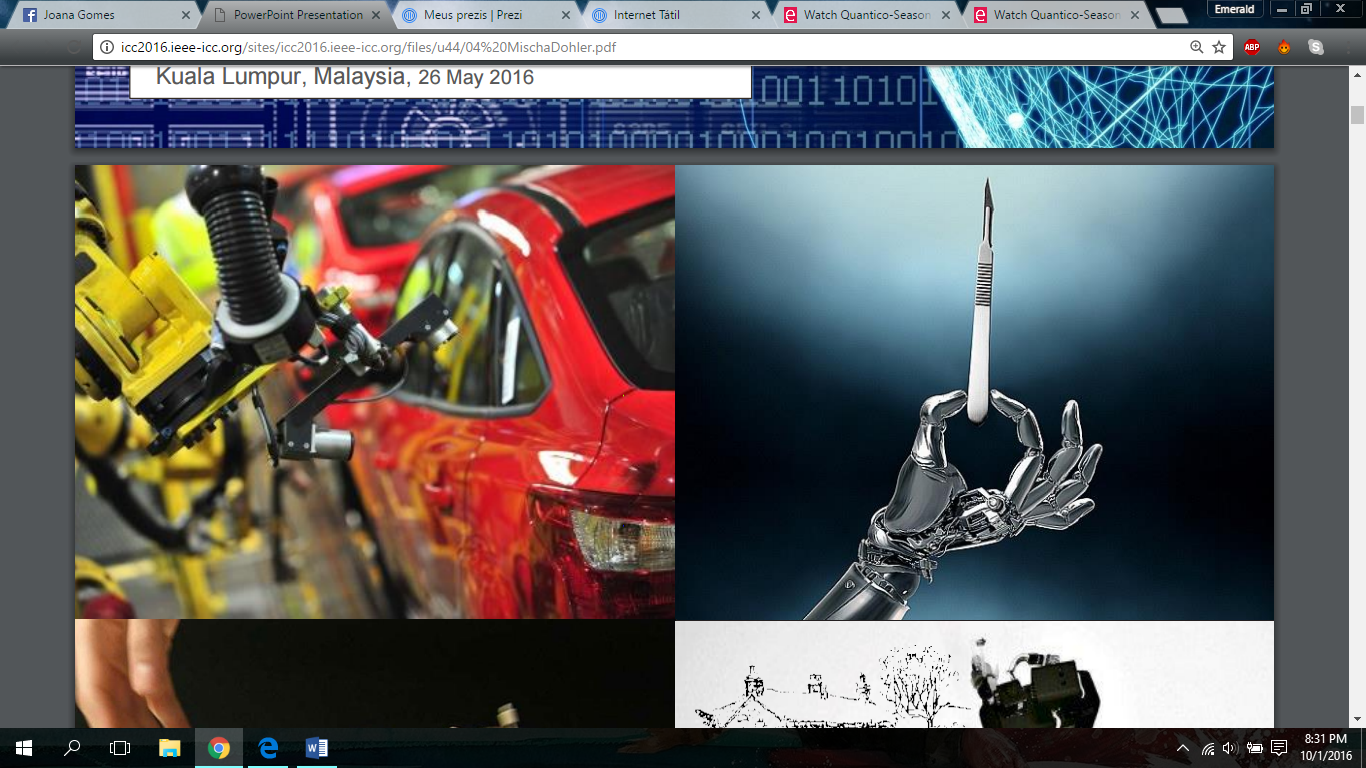 Joana Gomes
PowerPoint Presentation
Meus prezis | Prezi
Internet Tátil
Watch Quantico-Season
Watch Quantico-Season
Emerald
icc2016.ieee-icc.org/sites/icc2016.ieee-icc.org/files/u44/04%20MischaDohler.pdf
ABP
Kuala Lumpur, Malaysia, 26 May 2016
8:31 PM
10/1/2016